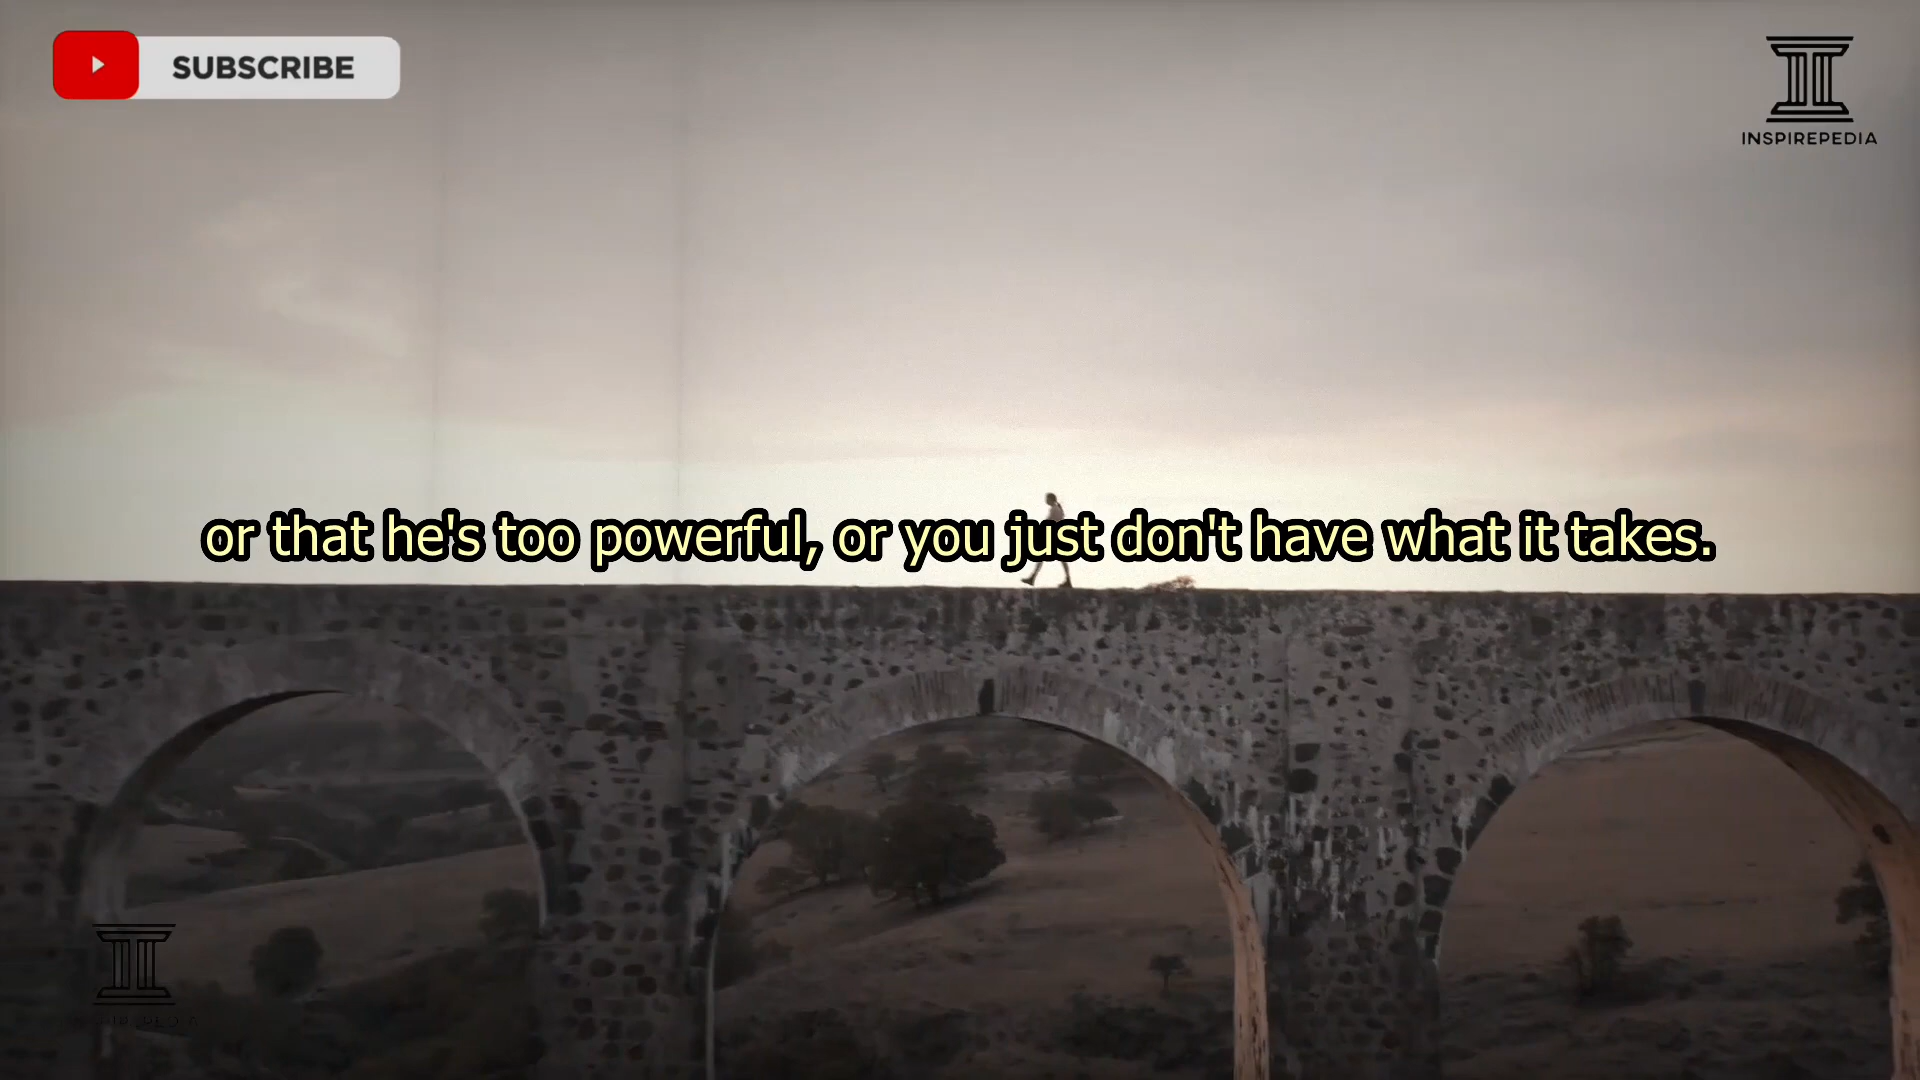 SUBSCRIBE
INSPIREPEDIA
or that he's too powerful, or you just don't have what it takes.